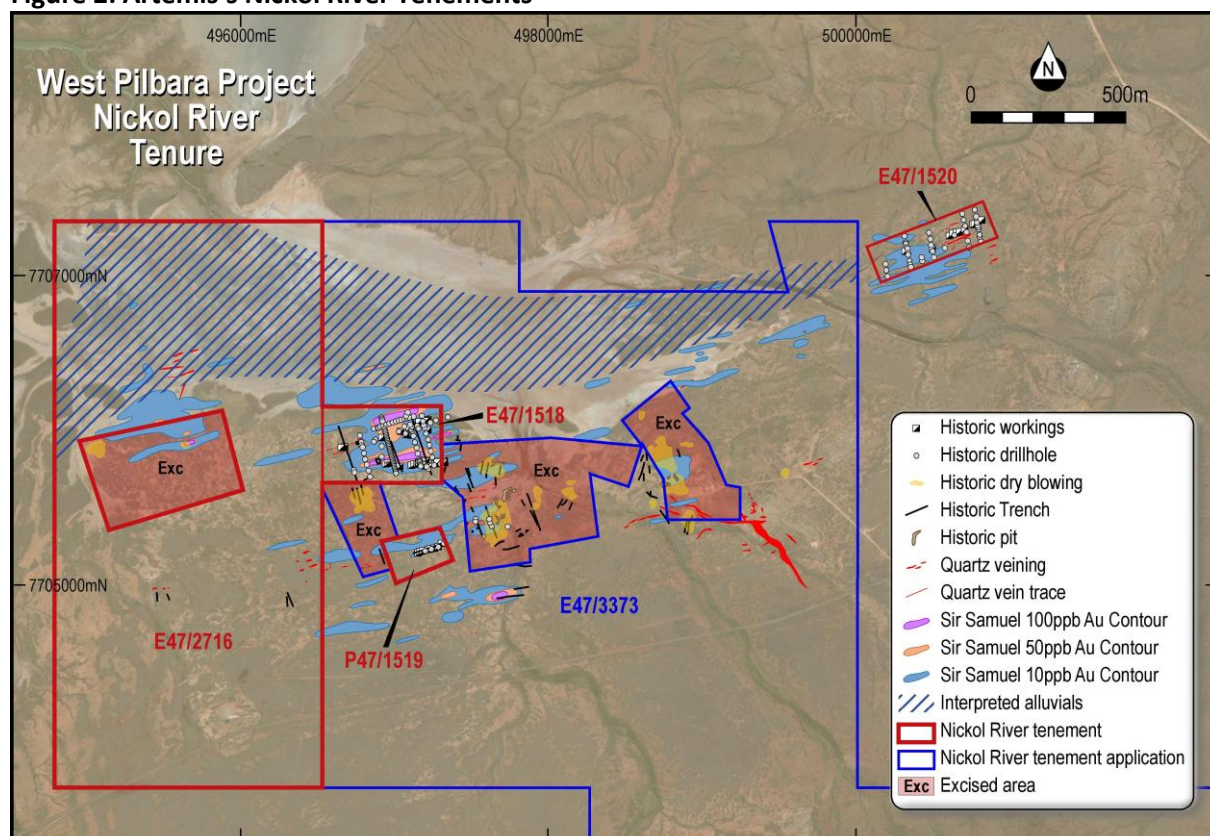 Figure 2: Artemis's Nickol River Tenements
496000mE
498000mE
500000mE
West Pilbara Project
Nickol River
Tenure
N
0
500m
E47/1520
7707000mN
E47/1518
Exc
Exc
Exc
Exc
7705000mN
E47/3373
E47/2716
P47/1519
Historic workings
Historic drillhole
Historic dry blowing
Historic Trench
Historic pit
Quartz veining
Quartz vein trace
Sir Samuel 100ppb Au Contour
Sir Samuel 50ppb Au Contour
Sir Samuel 10ppb Au Contour
Interpreted alluvials
Nickol River tenement
Nickol River tenement application
Exc Excised area